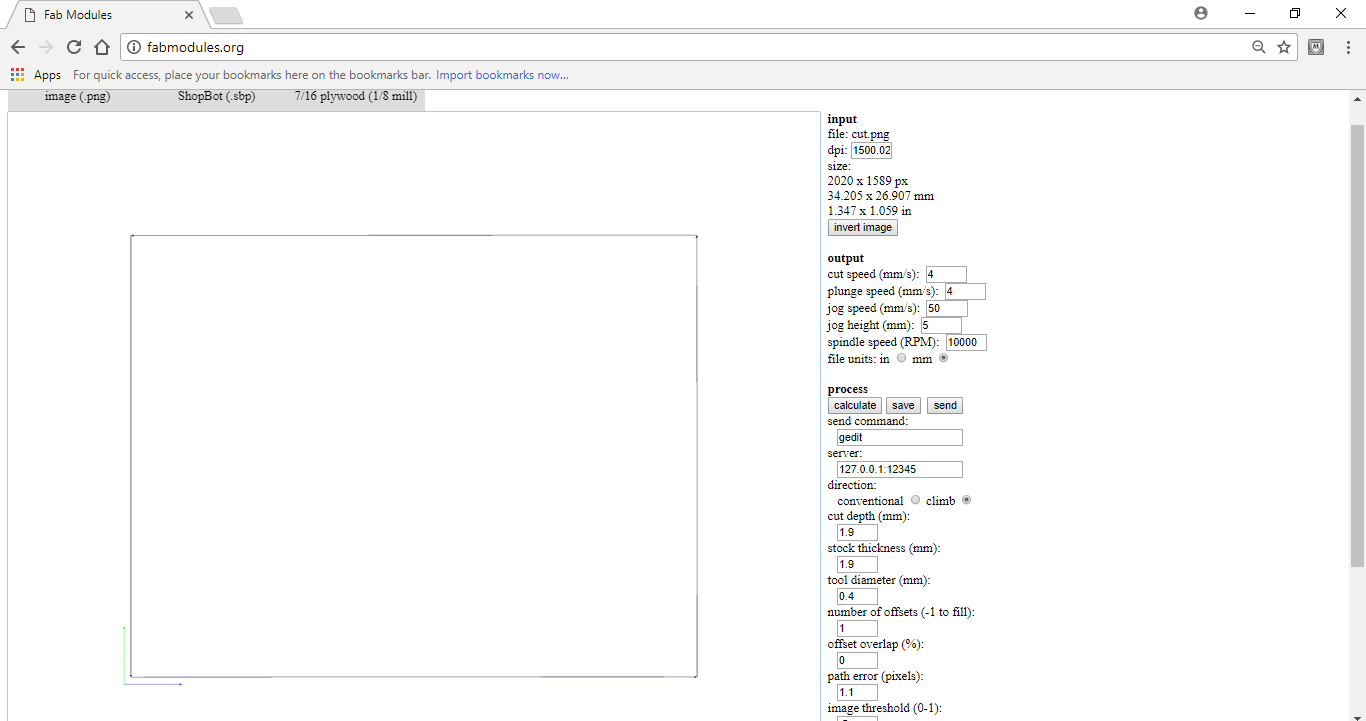 Fab Modules
fabmodules.org
Apps For quick access, place your bookmarks here on the bookmarks bar. Import bookmarks now...
image (.png) ShopBot (.sbp) 7/16 plywood (1/8 mill)
input
file: cut.png
dpi: 1500.02
size:
2020 x 1589 px
34.205 x 26.907 mm
1.347 x 1.059 in
invert image
output
cut speed (mm/s): 4
plunge speed (mm/s): 4
jog speed (mm/s): 50
jog height (mm): 5
spindle speed (RPM): 10000
file units: in mm
process
calculate save send
send command:
gedit
server:
127.0.0.1:12345
direction:
conventional climb
cut depth (mm):
1.9
stock thickness (mm):
1.9
tool diameter (mm):
0.4
number of offsets (-1 to fill):
1
offset overlap (%):
0
path error (pixels):
1.1
image threshold (0-1):